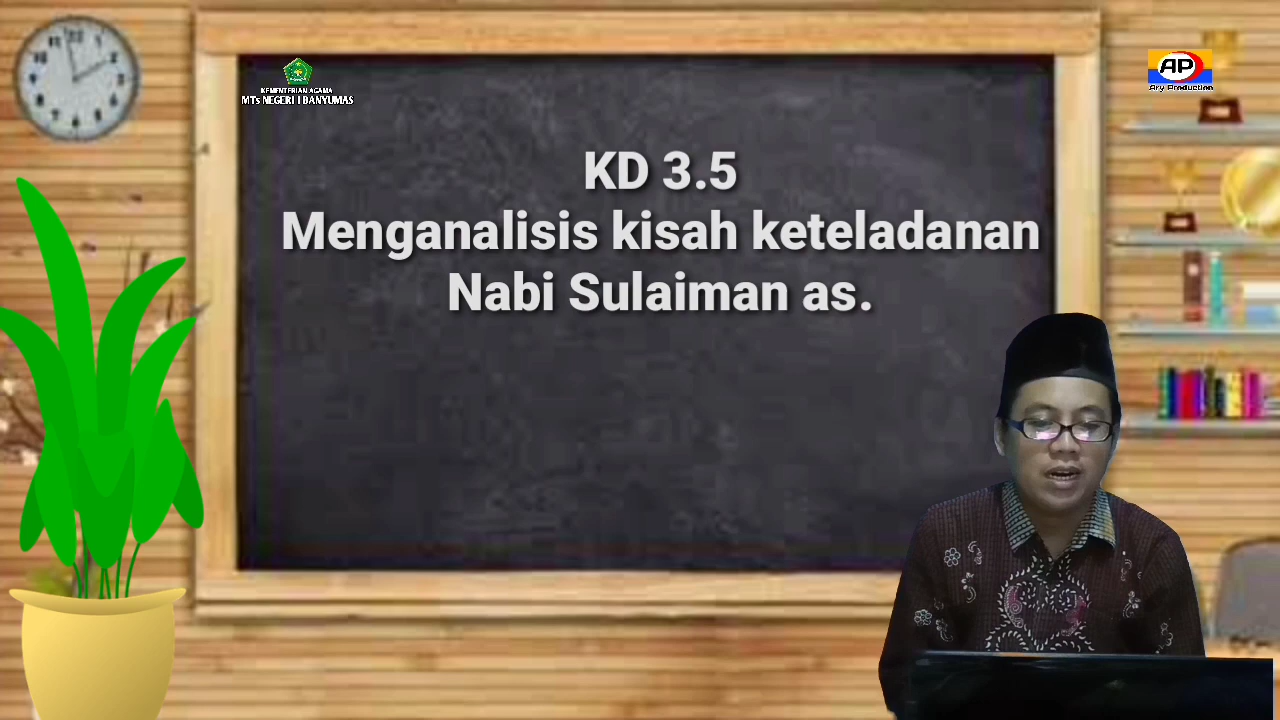 KEMENTERIAN AGAMA
MTs NEGERI 1 BANYUMAS
AP
Ary Production
KD 3.5
Menganalisis kisah keteladanan
Nabi Sulaiman as.